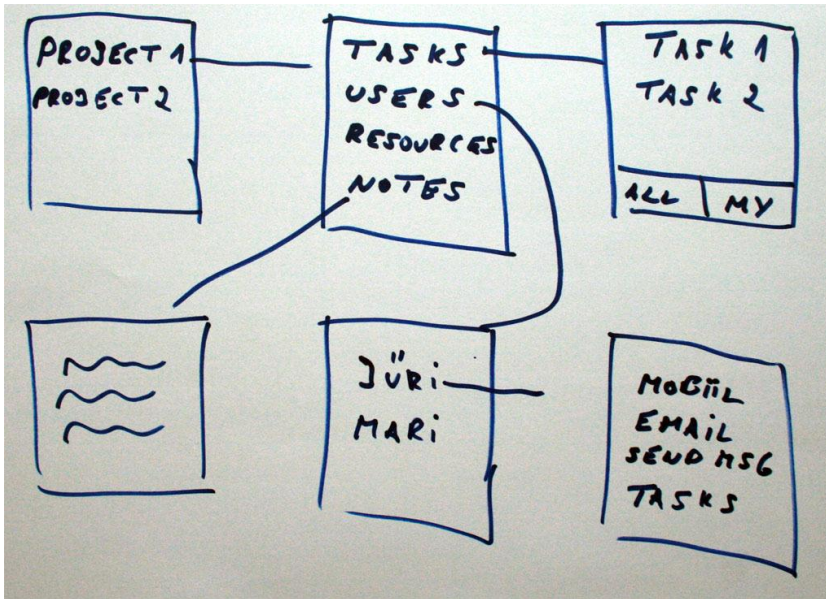 PROJECT 1
PROJECT 2
TASKS
USERS
RESOURCES
NOTES
TASK 1
TASK 2
ALL
MY
JÜRi
MARi
MOBiiL
EMAiL
SEND MSG
TASKS